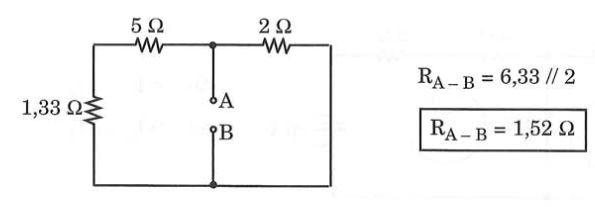 5 Ω
2 Ω
1,33 Ω
A
B
R_A – B = 6,33 // 2
R_A – B = 1,52 Ω